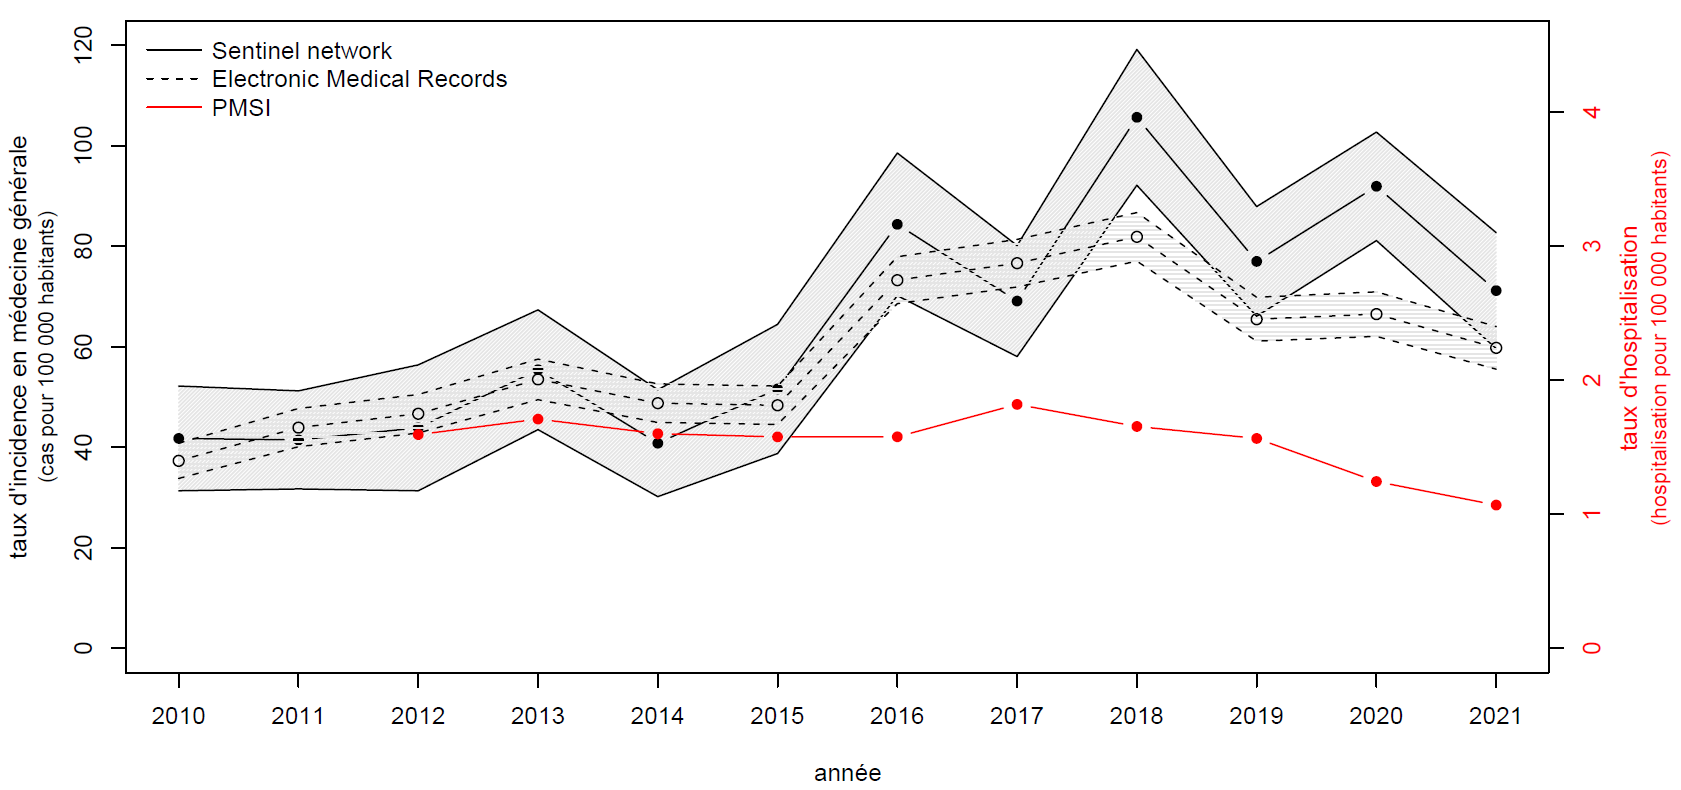 Sentinel network
Electronic Medical Records
PMSI
taux d'incidence en médecine générale
(cas pour 100 000 habitants)
120
100
80
60
40
20
0
4
3
2
1
0
taux d'hospitalisation
(hospitalisation pour 100 000 habitants)
2010 2011 2012 2013 2014 2015 2016 2017 2018 2019 2020 2021
année